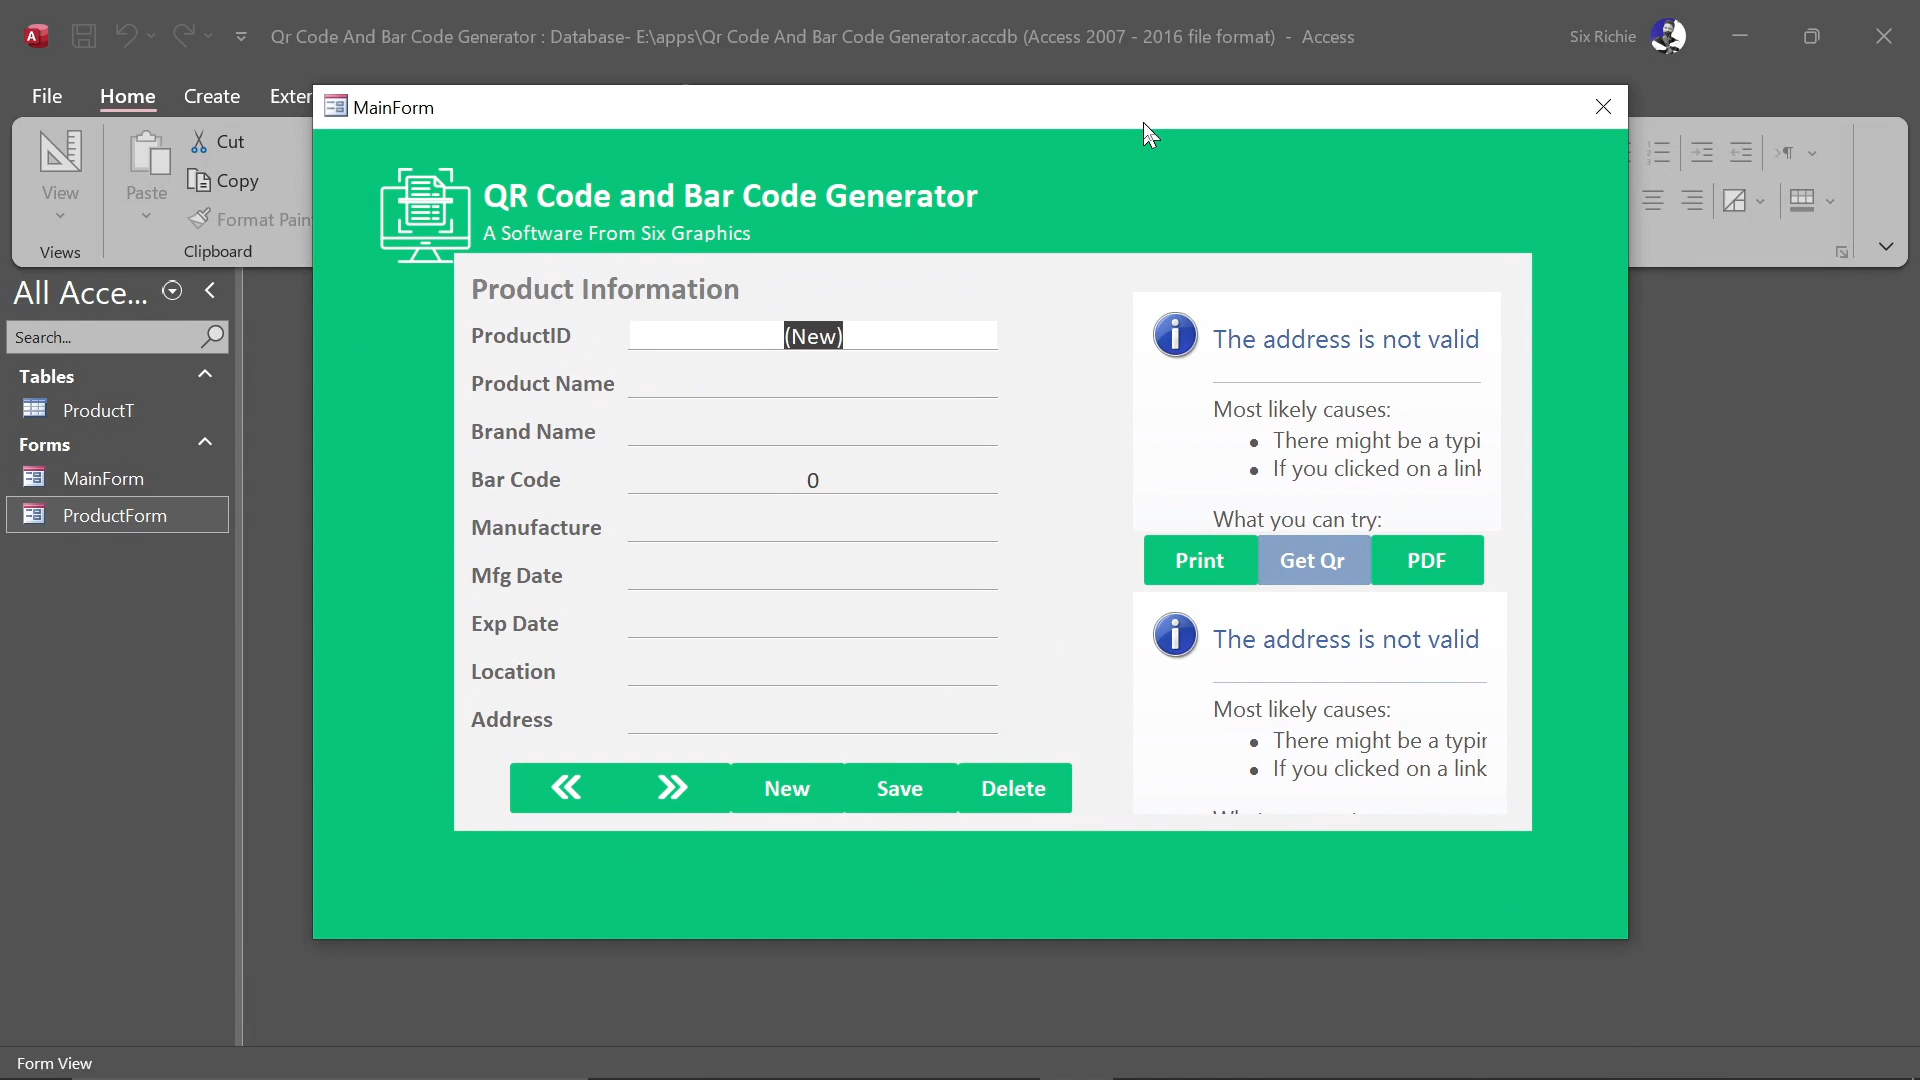 Qr Code And Bar Code Generator : Database- E:\apps\Qr Code And Bar Code Generator.accdb (Access 2007 - 2016 file format) - Access
Six Richie
File Home Create Exter
MainForm
View
Paste
Cut
Copy
Format Pain
Views
Clipboard
QR Code and Bar Code Generator
A Software From Six Graphics
All Acce...
Search...
Tables
ProductT
Forms
MainForm
ProductForm
Product Information
ProductID (New)
Product Name
Brand Name
Bar Code 0
Manufacture
Mfg Date
Exp Date
Location
Address
New Save Delete
The address is not valid
Most likely causes:
• There might be a typi
• If you clicked on a link
What you can try:
Print Get Qr PDF
The address is not valid
Most likely causes:
• There might be a typin
• If you clicked on a link
Form View